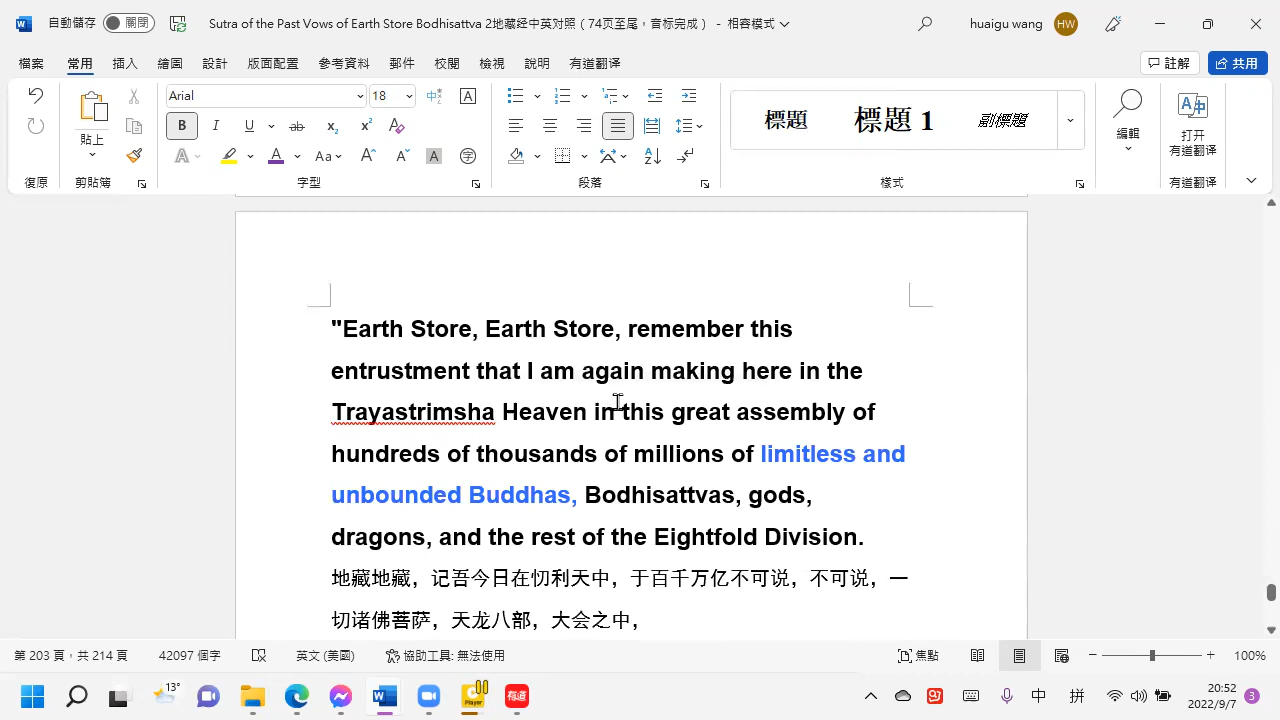 自動儲存
關閉
Sutra of the Past Vows of Earth Store Bodhisattva 2地藏经中英对照（74页至尾，音标完成） - 相容模式
huaigu wang
HW
檔案 常用 插入 繪圖 設計 版面配置 參考資料 郵件 校閱 檢視 說明 有道翻译
註解
共用
復原
貼上
剪貼簿
Arial
18
字型
段落
標題
標題 1
副標題
樣式
編輯
打开
有道翻译
有道翻译
"Earth Store, Earth Store, remember this
entrustment that I am again making here in the
Trayastrimsha Heaven in this great assembly of
hundreds of thousands of millions of limitless and
unbounded Buddhas, Bodhisattvas, gods,
dragons, and the rest of the Eightfold Division.
地藏地藏，记吾今日在忉利天中，于百千万亿不可说，不可说，一
切诸佛菩萨，天龙八部，大会之中，
第 203 頁，共 214 頁
42097 個字
英文 (美國)
協助工具: 無法使用
焦點
100%
13°
Player
有道
中
拼
20:52
2022/9/7
3